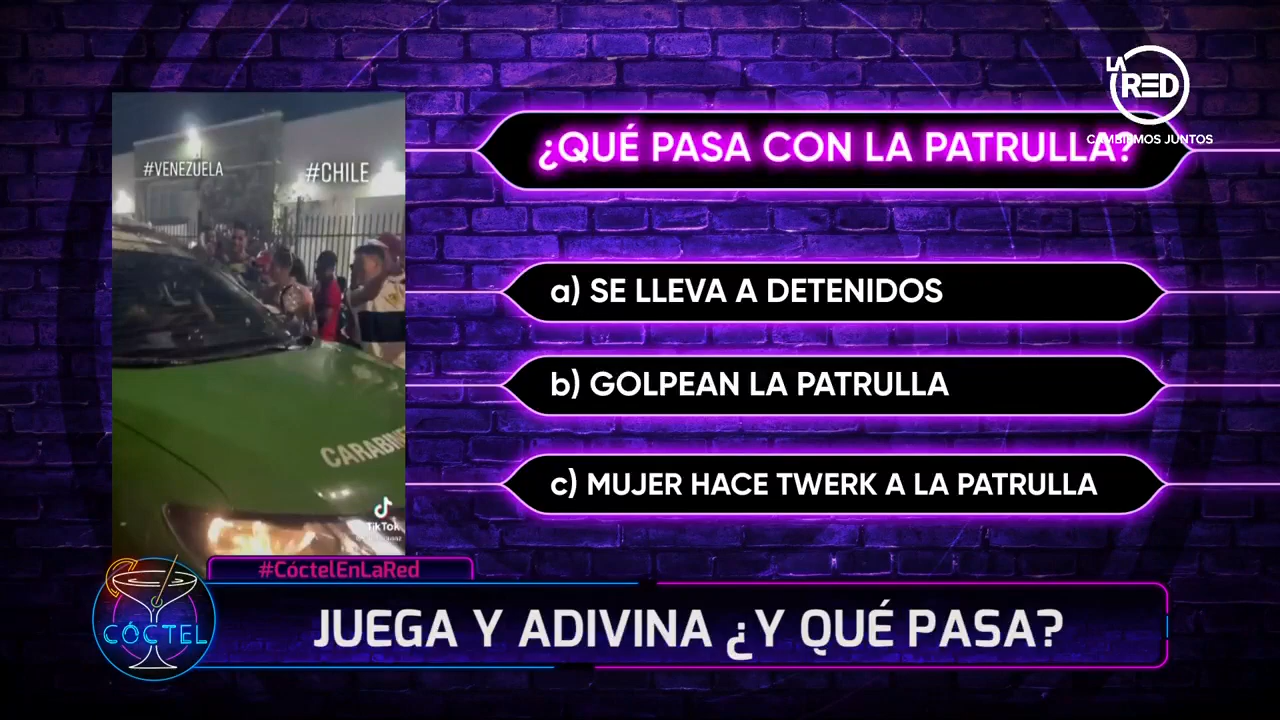 LA
RED
CAMBIEMOS JUNTOS
¿QUÉ PASA CON LA PATRULLA?
#VENEZUELA
#CHILE
a) SE LLEVA A DETENIDOS
b) GOLPEAN LA PATRULLA
CARABINE
c) MUJER HACE TWERK A LA PATRULLA
TikTok
#CóctelEnLaRed
CÓCTEL
JUEGA Y ADIVINA ¿Y QUÉ PASA?